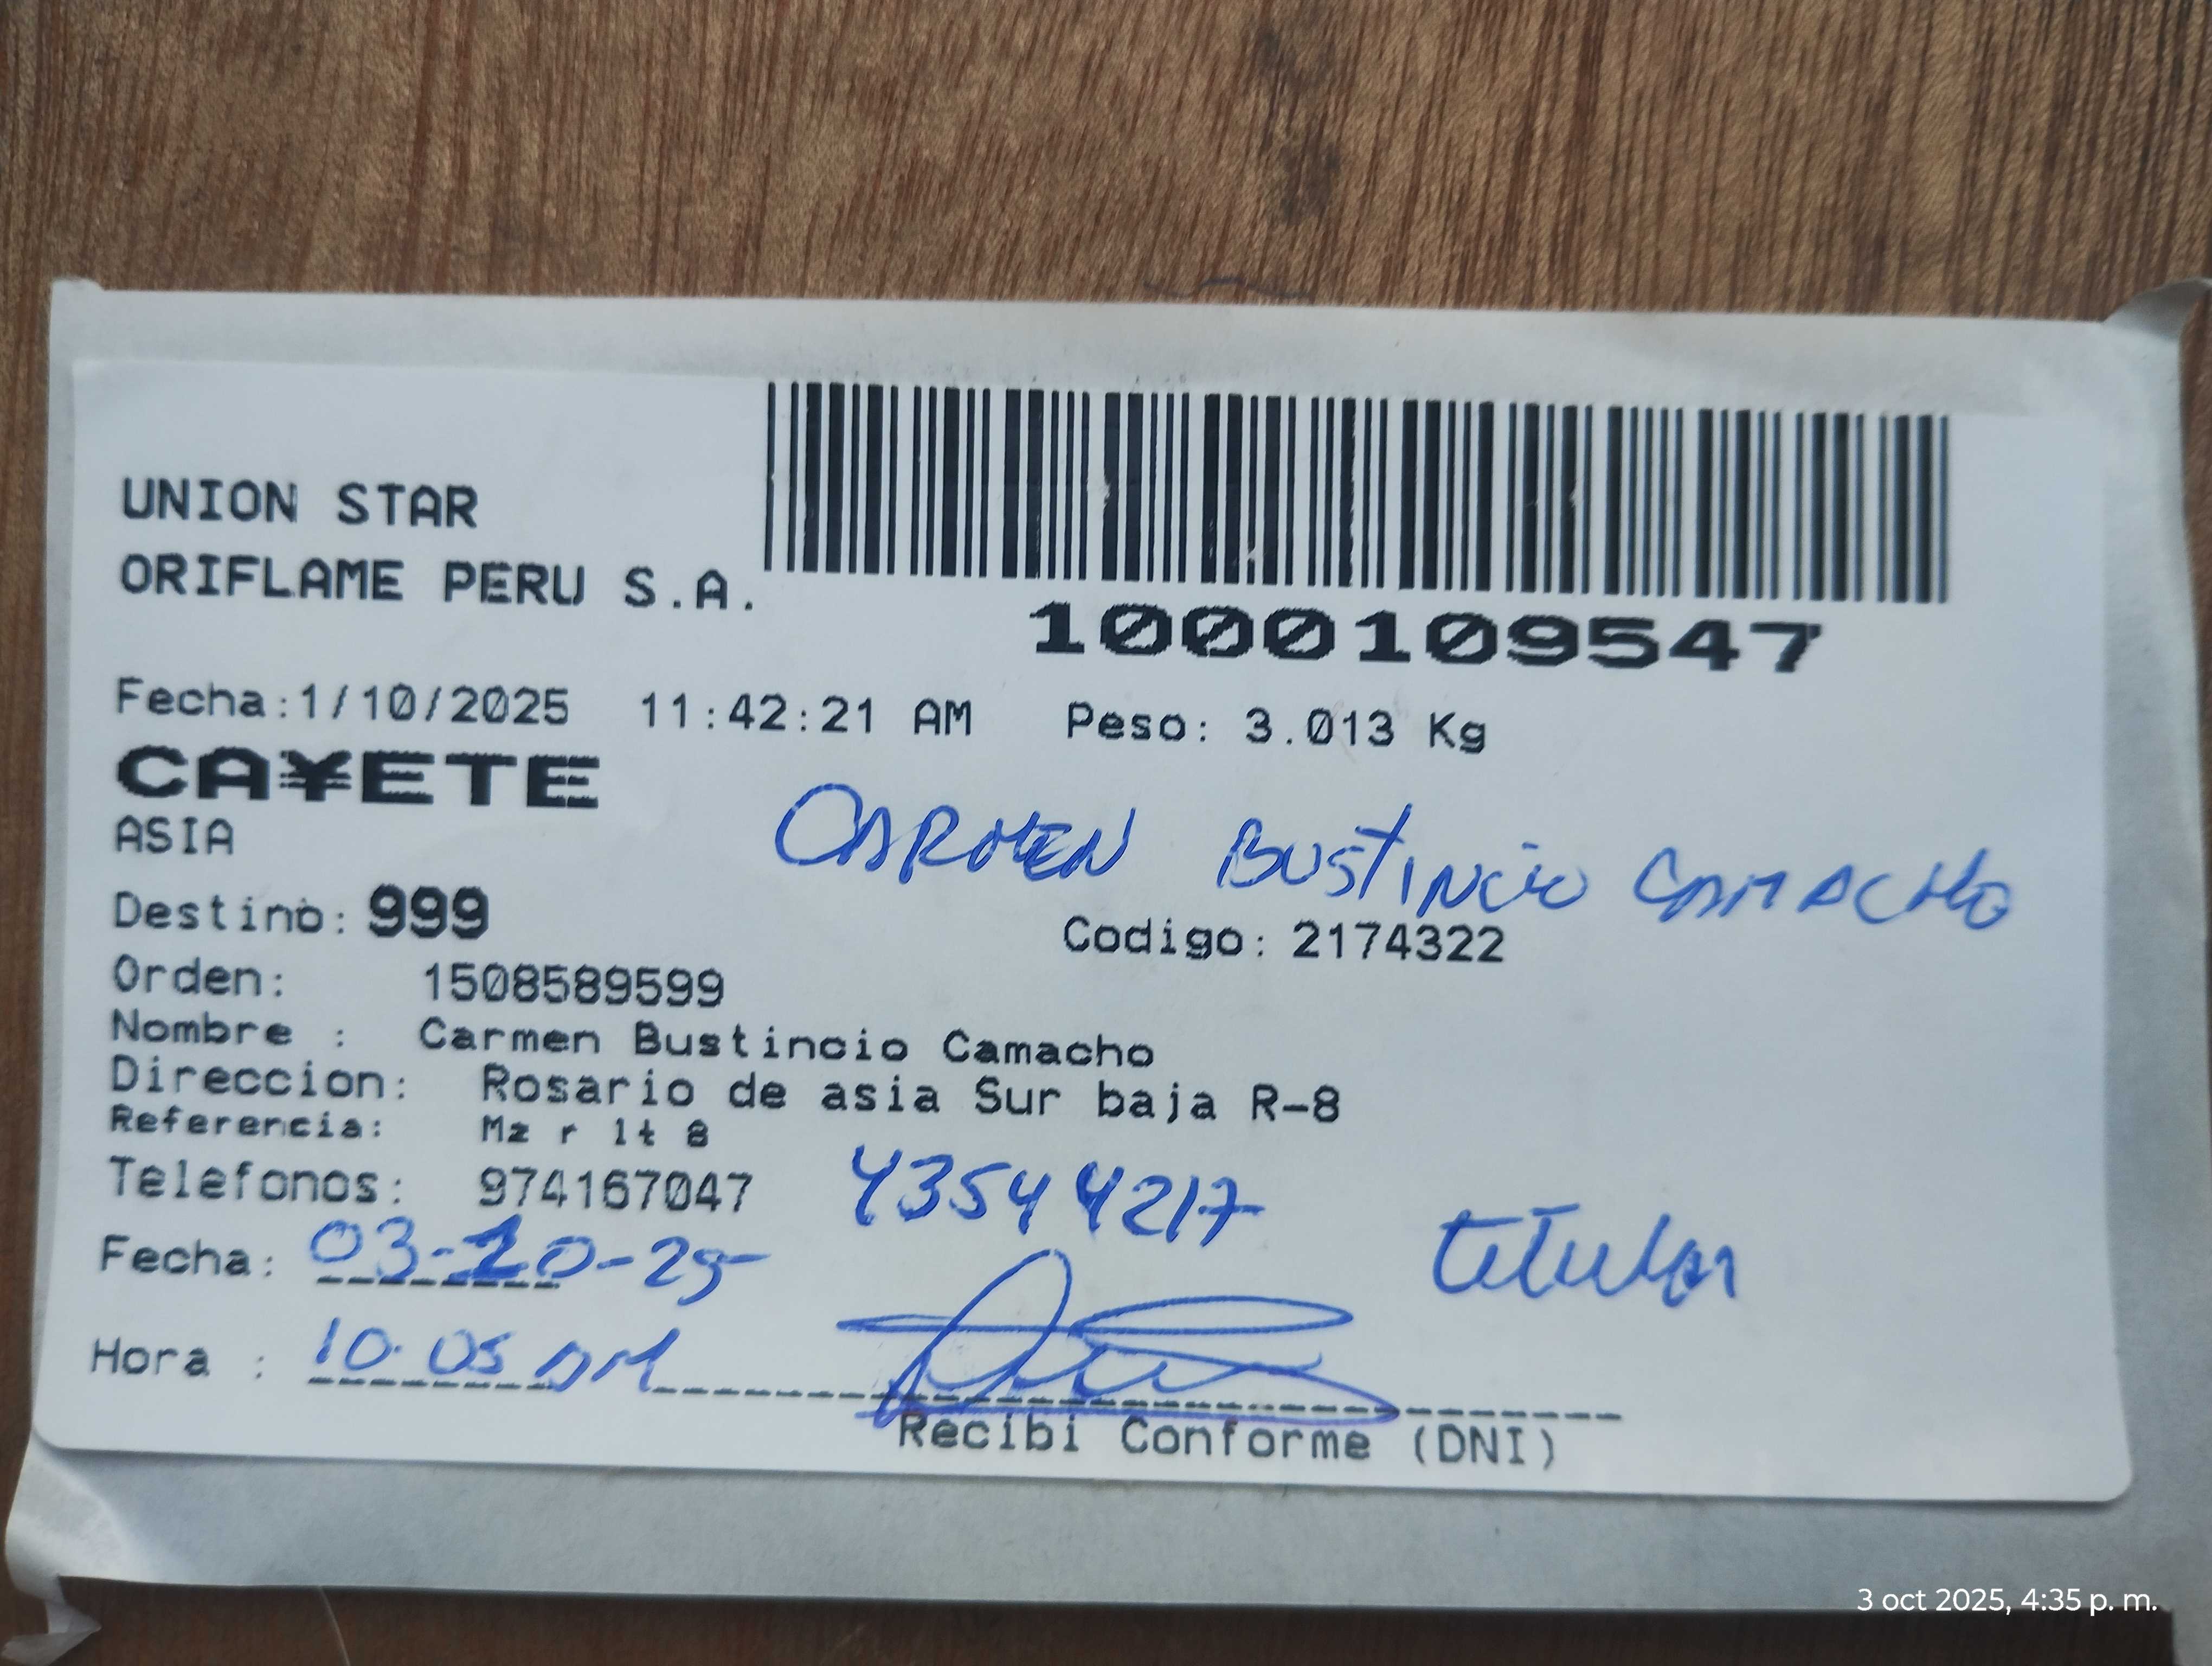 UNION STAR
ORIFLAME PERU S.A.
1000109547
Fecha:1/10/2025 11:42:21 AM Peso: 3.013 Kg
CA¥ETE
ASIA
CARMEN BUSTINCIO CAMACHO
Destino: 999 Codigo: 2174322
Orden: 1508589599
Nombre : Carmen Bustincio Camacho
Direccion: Rosario de asia Sur baja R-8
Referencia: Mz r lt 8
Telefonos: 974167047 43544217
titular
Fecha: 03-10-25
Hora : 10.05 AM
Recibi Conforme (DNI)
3 oct 2025, 4:35 p. m.